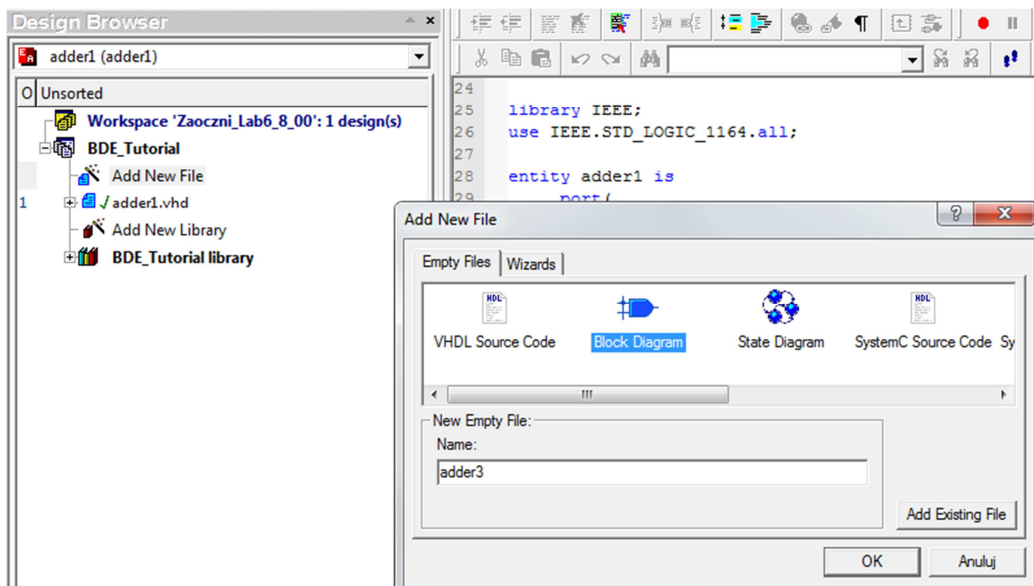 Design Browser
adder1 (adder1)
O Unsorted
Workspace 'Zaoczni_Lab6_8_00': 1 design(s)
BDE_Tutorial
Add New File
1 adder1.vhd
Add New Library
BDE_Tutorial library
24
25 library IEEE;
26 use IEEE.STD_LOGIC_1164.all;
27
28 entity adder1 is
29 port(
Add New File
Empty Files Wizards
VHDL Source Code Block Diagram State Diagram SystemC Source Code Sy
New Empty File:
Name:
adder3
Add Existing File
OK Anuluj